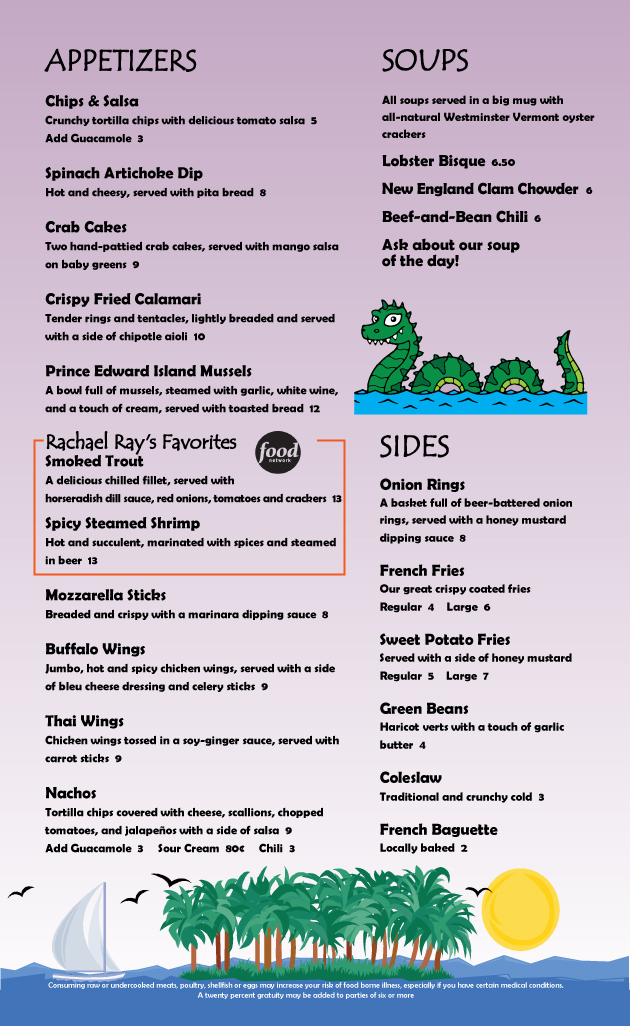 APPETIZERS
Chips & Salsa
Crunchy tortilla chips with delicious tomato salsa 5
Add Guacamole 3
Spinach Artichoke Dip
Hot and cheesy, served with pita bread 8
Crab Cakes
Two hand-pattied crab cakes, served with mango salsa
on baby greens 9
Crispy Fried Calamari
Tender rings and tentacles, lightly breaded and served
with a side of chipotle aioli 10
Prince Edward Island Mussels
A bowl full of mussels, steamed with garlic, white wine,
and a touch of cream, served with toasted bread 12
Rachael Ray's Favorites
food
network
Smoked Trout
A delicious chilled fillet, served with
horseradish dill sauce, red onions, tomatoes and crackers 13
Spicy Steamed Shrimp
Hot and succulent, marinated with spices and steamed
in beer 13
Mozzarella Sticks
Breaded and crispy with a marinara dipping sauce 8
Buffalo Wings
Jumbo, hot and spicy chicken wings, served with a side
of bleu cheese dressing and celery sticks 9
Thai Wings
Chicken wings tossed in a soy-ginger sauce, served with
carrot sticks 9
Nachos
Tortilla chips covered with cheese, scallions, chopped
tomatoes, and jalapeños with a side of salsa 9
Add Guacamole 3 Sour Cream 80¢ Chili 3
SOUPS
All soups served in a big mug with
all-natural Westminster Vermont oyster
crackers
Lobster Bisque 6.50
New England Clam Chowder 6
Beef-and-Bean Chili 6
Ask about our soup
of the day!
SIDES
Onion Rings
A basket full of beer-battered onion
rings, served with a honey mustard
dipping sauce 8
French Fries
Our great crispy coated fries
Regular 4 Large 6
Sweet Potato Fries
Served with a side of honey mustard
Regular 5 Large 7
Green Beans
Haricot verts with a touch of garlic
butter 4
Coleslaw
Traditional and crunchy cold 3
French Baguette
Locally baked 2
Consuming raw or undercooked meats, poultry, shellfish or eggs may increase your risk of food borne illness, especially if you have certain medical conditions.
A twenty percent gratuity may be added to parties of six or more